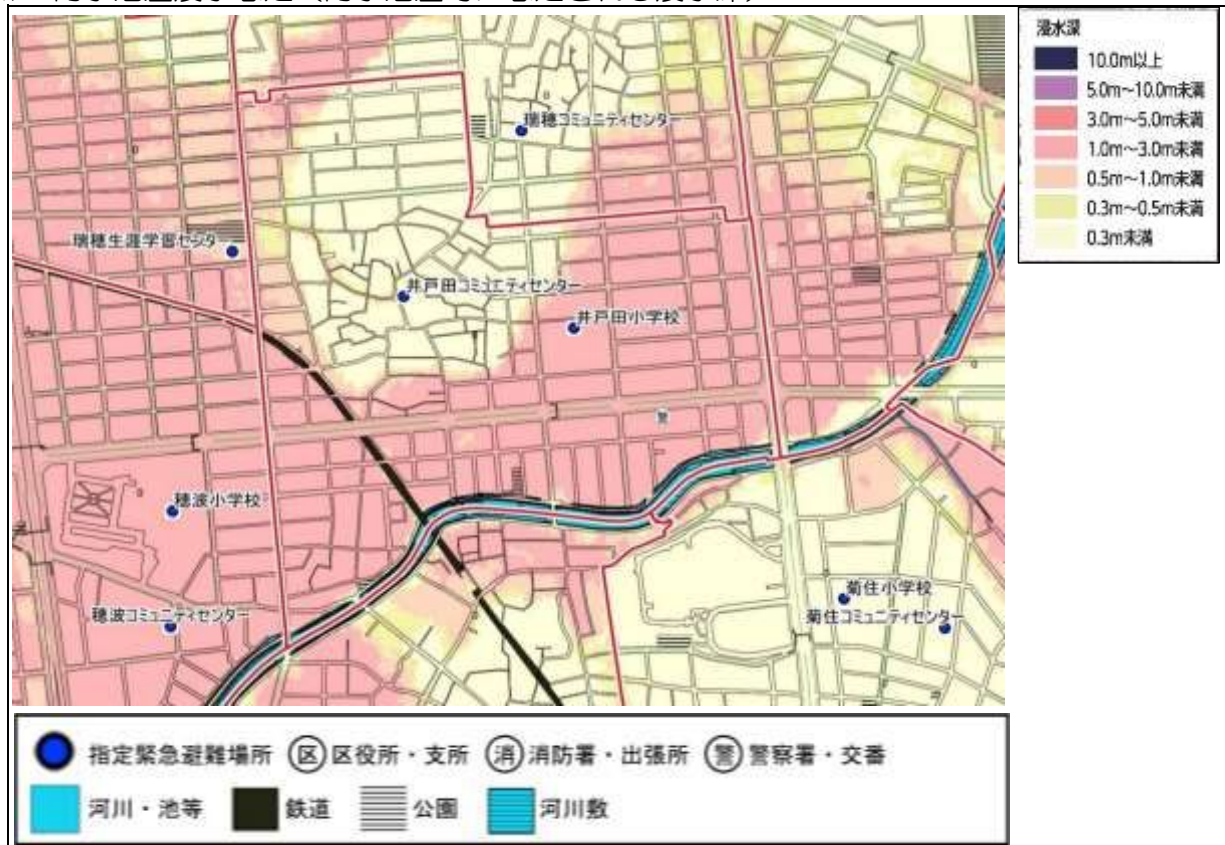 浸水深
10.0m以上
5.0m～10.0m未満
3.0m～5.0m未満
1.0m～3.0m未満
0.5m～1.0m未満
0.3m～0.5m未満
0.3m未満
瑞穂コミュニティセンター
瑞穂生涯学習センタ
井戸田コミュニティセンター
井戸田小学校
警
穂波小学校
菊住小学校
穂波コミュニティセンター
菊住コミュニティセンター
指定緊急避難場所 区 区役所・支所 消 消防署・出張所 警 警察署・交番
河川・池等 鉄道 公園 河川敷